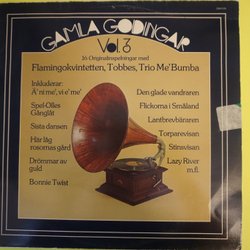 GAMLA GODINGAR
Vol. 3
16 Originalinspelningar med
Flamingokvintetten, Tobbes, Trio Me' Bumba
Inkluderar:
Ä' ni me', vi é me'
Spel-Olles
Gånglåt
Sista dansen
Här låg
rosornas gård
Drömmar av
guld
Bonnie Twist
Den glade vandraren
Flickorna i Småland
Lantbrevbäraren
Torparevisan
Stinsvisan
Lazy River
m.fl.